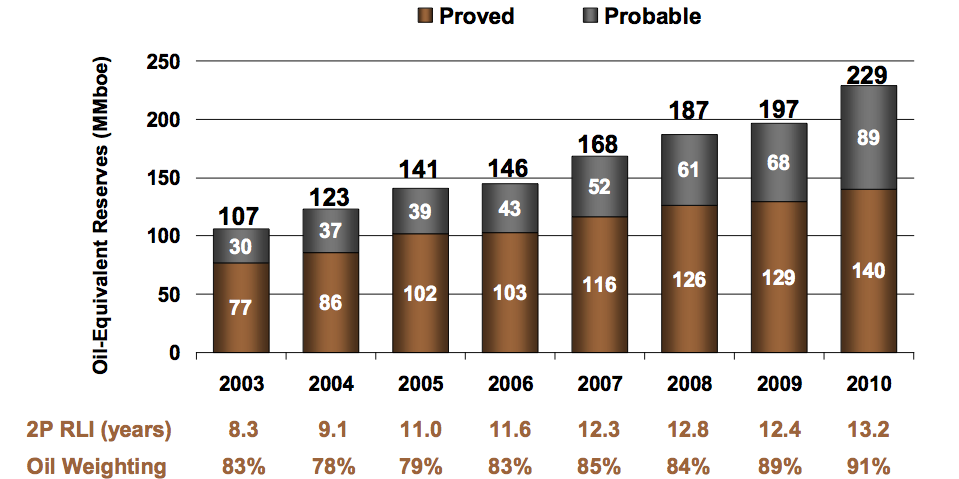 Proved Probable
Oil-Equivalent Reserves (MMboe)
250
200
150
100
50
0
107 123 141 146 168 187 197 229
30 37 39 43 52 61 68 89
77 86 102 103 116 126 129 140
2003 2004 2005 2006 2007 2008 2009 2010
2P RLI (years) 8.3 9.1 11.0 11.6 12.3 12.8 12.4 13.2
Oil Weighting 83% 78% 79% 83% 85% 84% 89% 91%